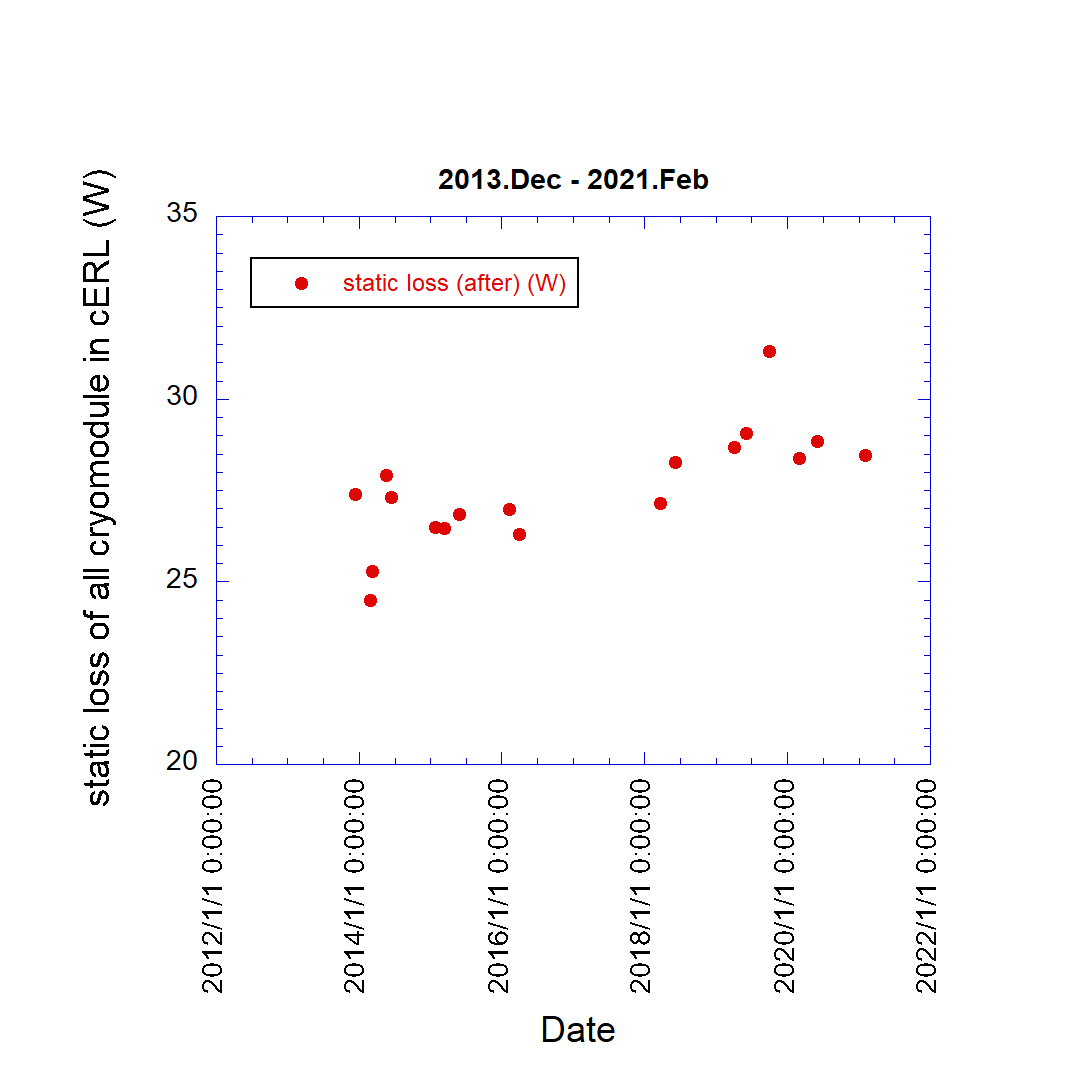 2013.Dec - 2021.Feb
static loss of all cryomodule in cERL (W)
35
static loss (after) (W)
30
25
20
2012/1/1 0:00:00
2014/1/1 0:00:00
2016/1/1 0:00:00
2018/1/1 0:00:00
2020/1/1 0:00:00
2022/1/1 0:00:00
Date